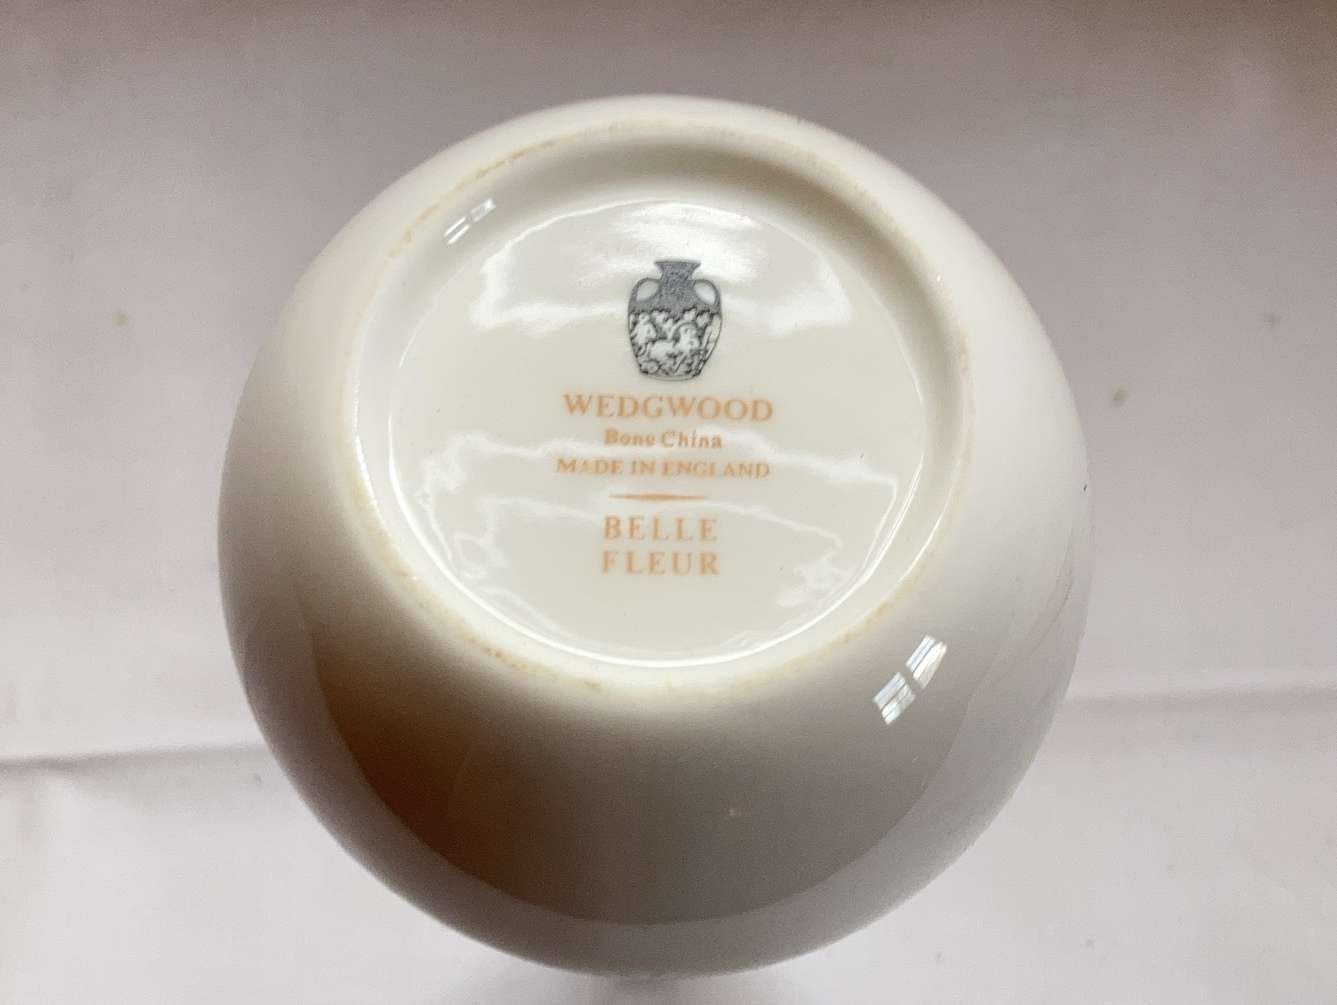 WEDGWOOD
Bone China
MADE IN ENGLAND
BELLE
FLEUR